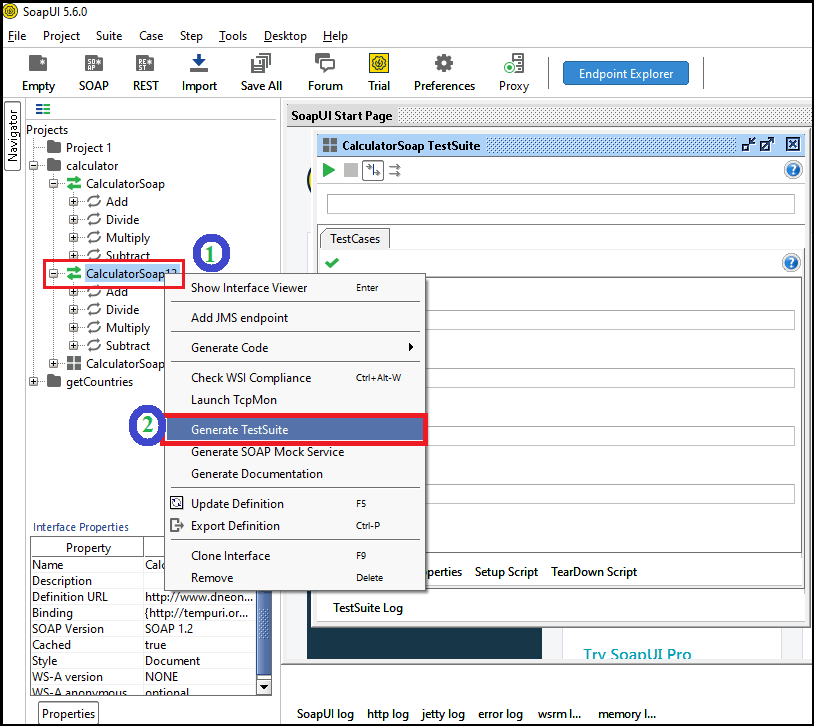 SoapUI 5.6.0
File Project Suite Case Step Tools Desktop Help
Empty SOAP REST Import Save All Forum Trial Preferences Proxy Endpoint Explorer
Navigator
Projects
Project 1
calculator
CalculatorSoap
Add
Divide
Multiply
Subtract
1
CalculatorSoap12
Add
Divide
Multiply
Subtract
CalculatorSoap
getCountries
SoapUI Start Page
CalculatorSoap TestSuite
TestCases
Show Interface Viewer Enter
Add JMS endpoint
Generate Code
Check WSI Compliance Ctrl+Alt-W
Launch TcpMon
2
Generate TestSuite
Generate SOAP Mock Service
Generate Documentation
Update Definition F5
Export Definition Ctrl-P
Clone Interface F9
Remove Delete
Interface Properties
Property
Name Calc
Description
Definition URL http://www.dneon...
Binding {http://tempuri.or...
SOAP Version SOAP 1.2
Cached true
Style Document
WS-A version NONE
WS-A anonymous optional
Properties
perties Setup Script TearDown Script
TestSuite Log
Try SoapUI Pro
SoapUI log http log jetty log error log wsrm l... memory l...